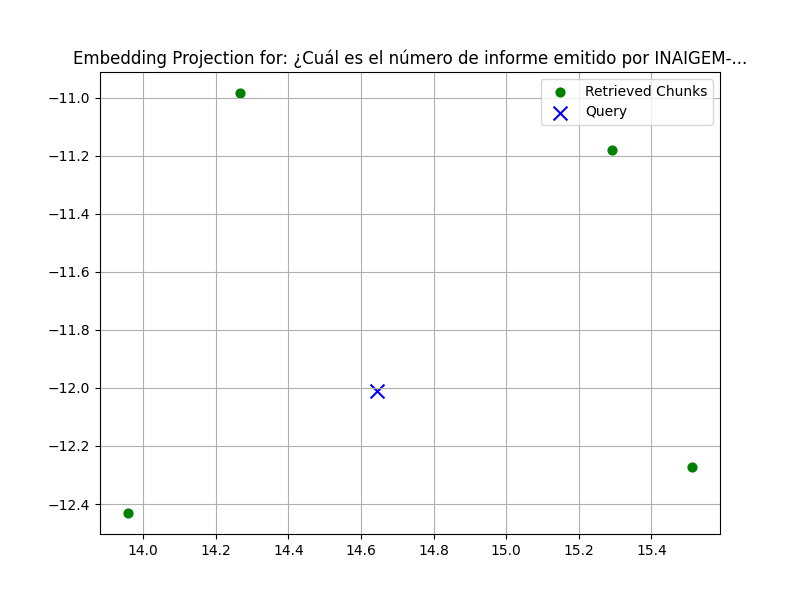 Embedding Projection for: ¿Cuál es el número de informe emitido por INAIGEM-...
Retrieved Chunks
Query
−11.0
−11.2
−11.4
−11.6
−11.8
−12.0
−12.2
−12.4
14.0 14.2 14.4 14.6 14.8 15.0 15.2 15.4